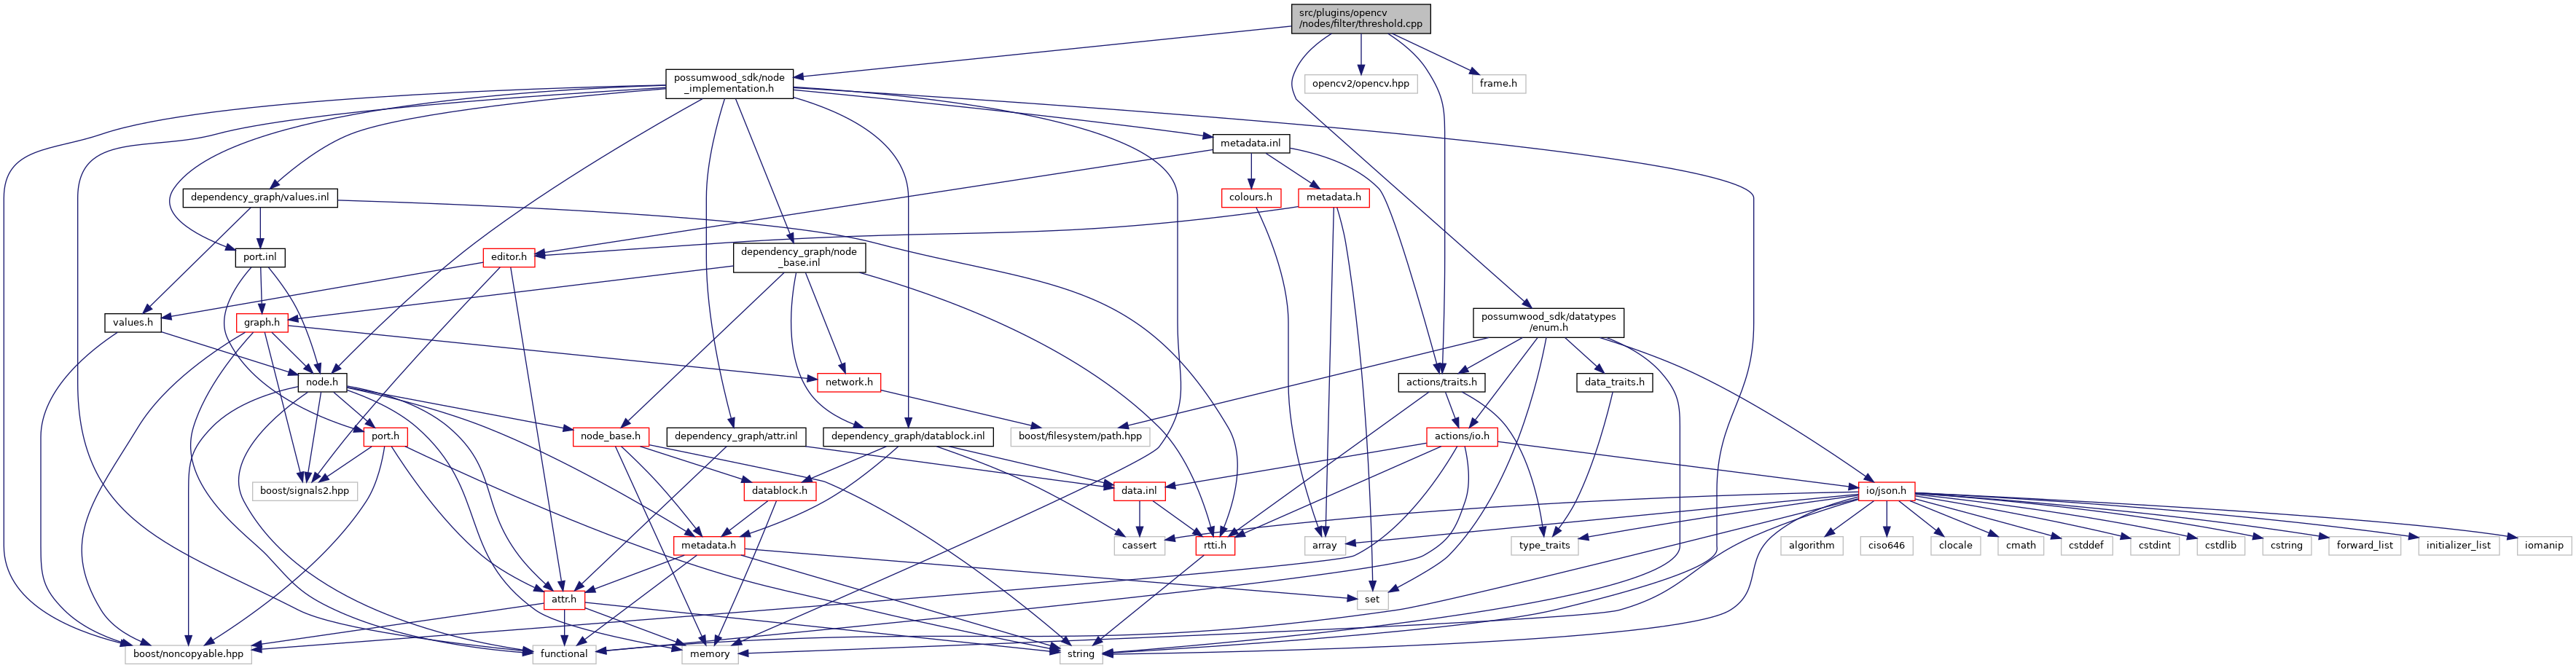 src/plugins/opencv
/nodes/filter/threshold.cpp
possumwood_sdk/node
_implementation.h
opencv2/opencv.hpp
frame.h
metadata.inl
dependency_graph/values.inl
colours.h
metadata.h
port.inl
editor.h
dependency_graph/node
_base.inl
values.h
graph.h
possumwood_sdk/datatypes
/enum.h
node.h
network.h
actions/traits.h
data_traits.h
port.h
node_base.h
dependency_graph/attr.inl
dependency_graph/datablock.inl
boost/filesystem/path.hpp
actions/io.h
boost/signals2.hpp
datablock.h
data.inl
io/json.h
metadata.h
cassert
rtti.h
array
type_traits
algorithm
ciso646
clocale
cmath
cstddef
cstdint
cstdlib
cstring
forward_list
initializer_list
iomanip
attr.h
set
boost/noncopyable.hpp
functional
memory
string